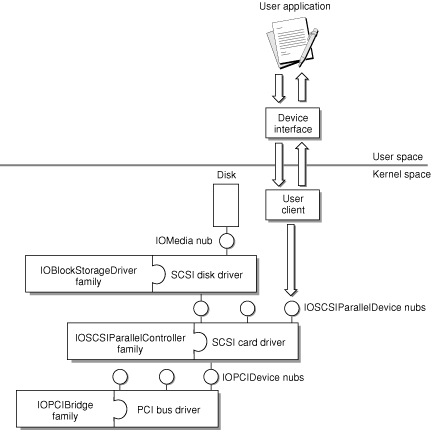 User application
Device
interface
User space
Kernel space
Disk
User
client
IOMedia nub
IOBlockStorageDriver
family
SCSI disk driver
IOSCSIParallelDevice nubs
IOSCSIParallelController
family
SCSI card driver
IOPCIDevice nubs
IOPCIBridge
family
PCI bus driver